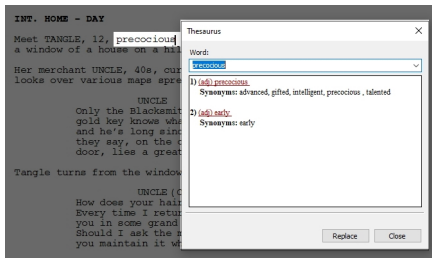 INT. HOME - DAY
Meet TANGLE, 12, precocious
a window of a house on a hil
Her merchant UNCLE, 40s, cur
looks over various maps spre
UNCLE
Only the Blacksmit
gold key knows wha
and he's long sinc
they say, on the o
door, lies a great
Tangle turns from the window
UNCLE (C
How does your hair
Every time I retur
you in some grand
Should I ask the m
you maintain it wh
Thesaurus
Word:
precocious
1) (adj) precocious
Synonyms: advanced, gifted, intelligent, precocious , talented
2) (adj) early
Synonyms: early
Replace Close